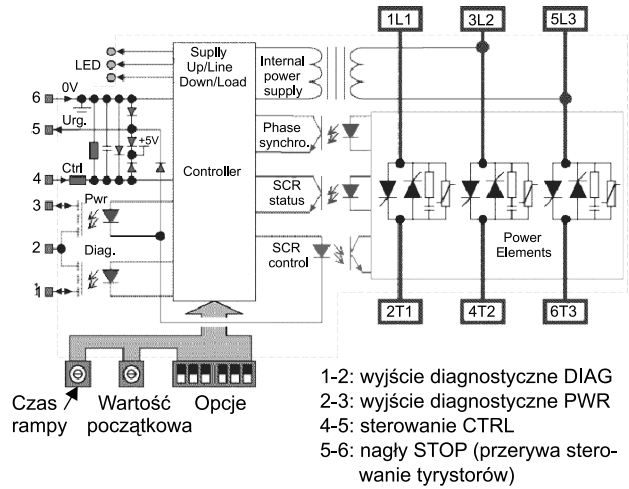 1L1
3L2
5L3
Suplly
Up/Line
Down/Load
LED
Internal
power
supply
6
0V
Urg.
5
+5V
Phase
synchro.
Controller
Ctrl
4
SCR
status
3
Pwr
2
Diag.
SCR
control
Power
Elements
1
2T1
4T2
6T3
Czas
rampy
Wartość
początkowa
Opcje
1-2: wyjście diagnostyczne DIAG
2-3: wyjście diagnostyczne PWR
4-5: sterowanie CTRL
5-6: nagły STOP (przerywa stero-
wanie tyrystorów)